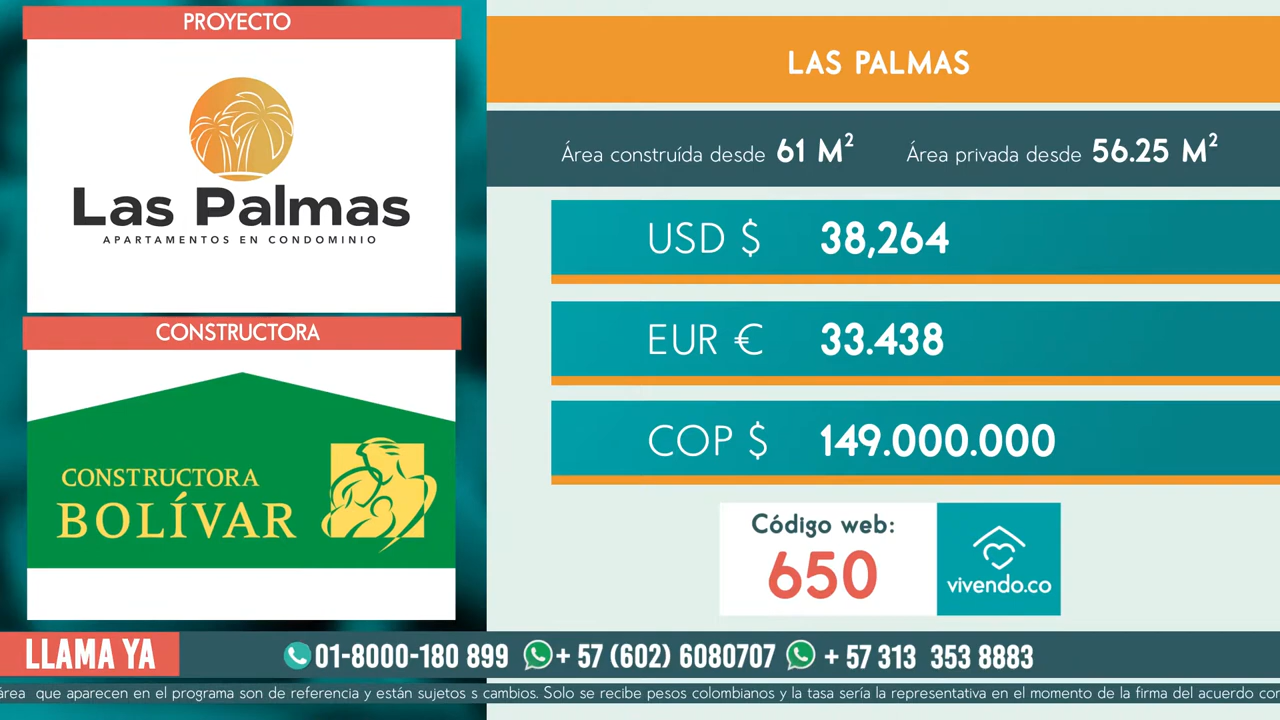 PROYECTO
Las Palmas
APARTAMENTOS EN CONDOMINIO
CONSTRUCTORA
CONSTRUCTORA
BOLÍVAR
LAS PALMAS
Área construída desde 61 M² Área privada desde 56.25 M²
USD $ 38,264
EUR € 33.438
COP $ 149.000.000
Código web:
650
vivendo.co
LLAMA YA 01-8000-180 899 + 57 (602) 6080707 + 57 313 353 8883
área que aparecen en el programa son de referencia y están sujetos s cambios. Solo se recibe pesos colombianos y la tasa sería la representativa en el momento de la firma del acuerdo con